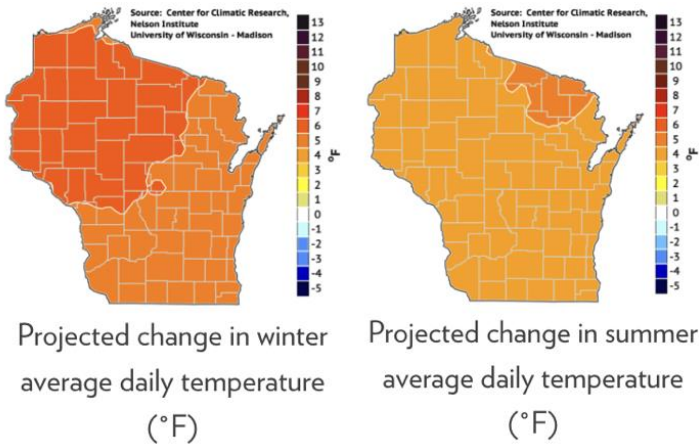 Source: Center for Climatic Research,
Nelson Institute
University of Wisconsin - Madison
13
12
11
10
9
8
7
6
5
4
3
2
1
0
-1
-2
-3
-4
-5
°F
Projected change in winter
average daily temperature
(°F)
Source: Center for Climatic Research,
Nelson Institute
University of Wisconsin - Madison
13
12
11
10
9
8
7
6
5
4
3
2
1
0
-1
-2
-3
-4
-5
°F
Projected change in summer
average daily temperature
(°F)